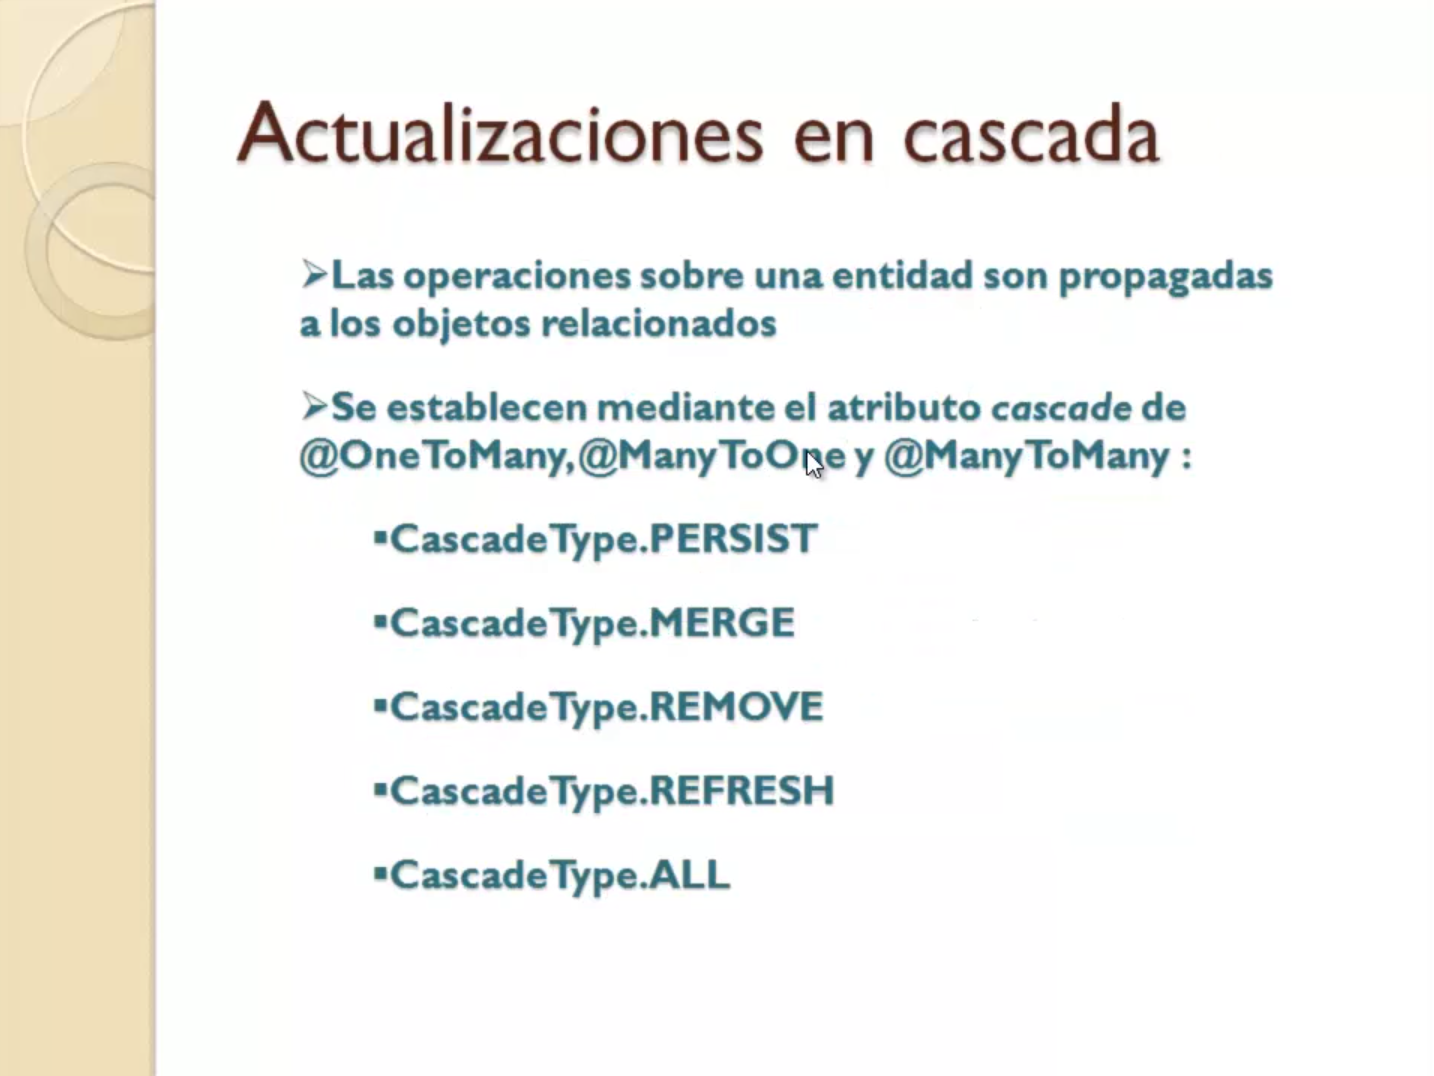 Actualizaciones en cascada
➢Las operaciones sobre una entidad son propagadas
a los objetos relacionados
➢Se establecen mediante el atributo cascade de
@OneToMany,@ManyToOne y @ManyToMany :
▪CascadeType.PERSIST
▪CascadeType.MERGE
▪CascadeType.REMOVE
▪CascadeType.REFRESH
▪CascadeType.ALL